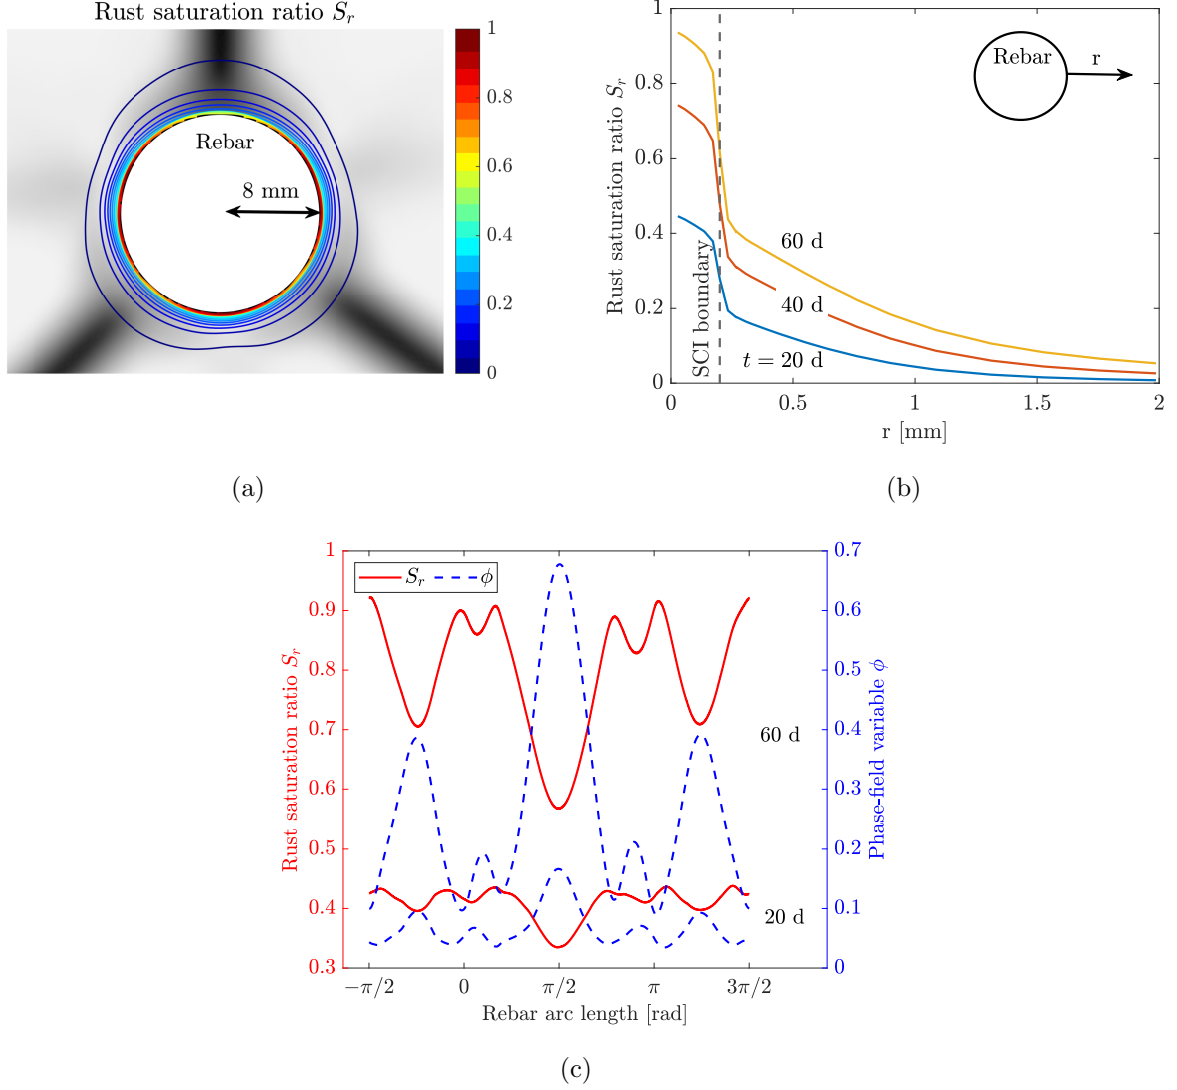 Rust saturation ratio Sᵣ
Rebar
8 mm
1
0.8
0.6
0.4
0.2
0
(a)
Rust saturation ratio Sᵣ
1
0.8
0.6
0.4
0.2
0
Rebar
r
SCI boundary
60 d
40 d
t = 20 d
0 0.5 1 1.5 2
r [mm]
(b)
Rust saturation ratio Sᵣ
1
0.9
0.8
0.7
0.6
0.5
0.4
0.3
Sᵣ ϕ
60 d
20 d
0.7
0.6
0.5
0.4
0.3
0.2
0.1
0
Phase-field variable ϕ
−π/2 0 π/2 π 3π/2
Rebar arc length [rad]
(c)